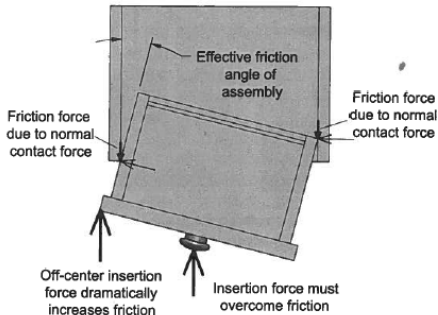 Effective friction
angle of
assembly
Friction force
due to normal
contact force
Friction force
due to normal
contact force
Off-center insertion
force dramatically
increases friction
Insertion force must
overcome friction